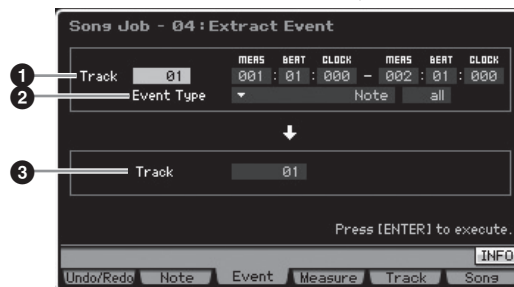 Song Job - 04:Extract Event
MEAS BEAT CLOCK MEAS BEAT CLOCK
1 Track 01 001 : 01 : 000 - 002 : 01 : 000
2 Event Type Note all
3 Track 01
Press [ENTER] to execute.
INFO
Undo/Redo Note Event Measure Track Song